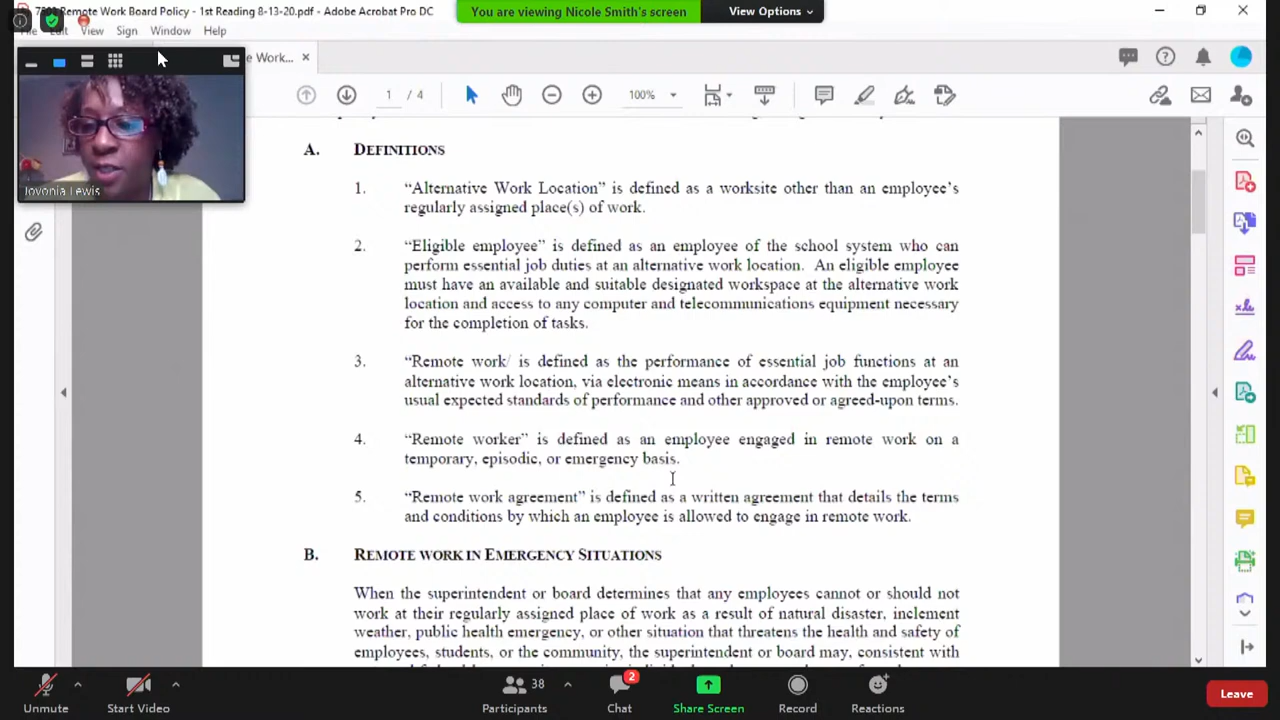 7503 Remote Work Board Policy - 1st Reading 8-13-20.pdf - Adobe Acrobat Pro DC
You are viewing Nicole Smith's screen
View Options
File Edit View Sign Window Help
e Work...
1 / 4
100%
Jovonia Lewis
A. DEFINITIONS
1. “Alternative Work Location” is defined as a worksite other than an employee’s
regularly assigned place(s) of work.
2. “Eligible employee” is defined as an employee of the school system who can
perform essential job duties at an alternative work location. An eligible employee
must have an available and suitable designated workspace at the alternative work
location and access to any computer and telecommunications equipment necessary
for the completion of tasks.
3. “Remote work/ is defined as the performance of essential job functions at an
alternative work location, via electronic means in accordance with the employee’s
usual expected standards of performance and other approved or agreed-upon terms.
4. “Remote worker” is defined as an employee engaged in remote work on a
temporary, episodic, or emergency basis.
5. “Remote work agreement” is defined as a written agreement that details the terms
and conditions by which an employee is allowed to engage in remote work.
B. REMOTE WORK IN EMERGENCY SITUATIONS
When the superintendent or board determines that any employees cannot or should not
work at their regularly assigned place of work as a result of natural disaster, inclement
weather, public health emergency, or other situation that threatens the health and safety of
employees, students, or the community, the superintendent or board may, consistent with
Unmute
Start Video
38
Participants
2
Chat
Share Screen
Record
Reactions
Leave